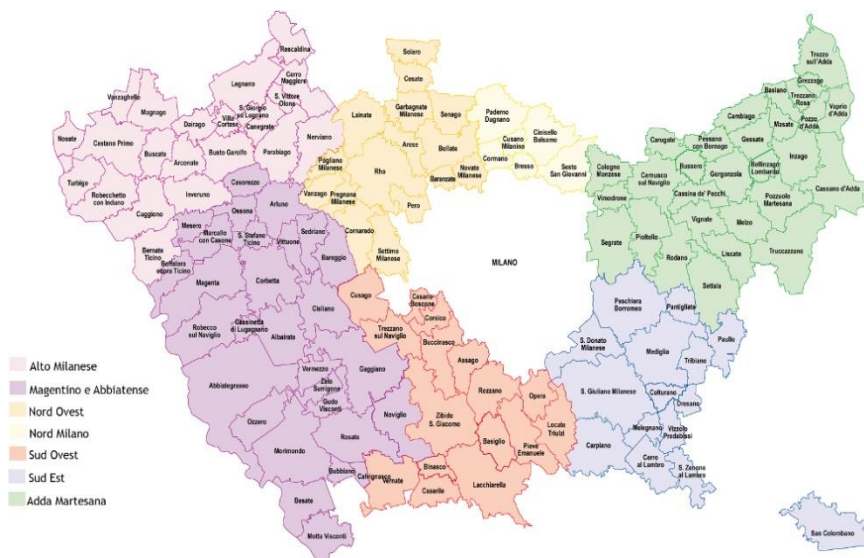 Rescaldina
Legnano
Cerro
Maggiore
S. Vittore
Olona
S. Giorgio
su Legnano
Villa
Cortese
Canegrate
Vanzaghello
Magnago
Dairago
Nosate
Castano Primo
Buscate
Arconate
Busto Garolfo
Parabiago
Nerviano
Turbigo
Robecchetto
con Induno
Inveruno
Cuggiono
Bernate
Ticino
Solaro
Cesate
Garbagnate
Milanese
Lainate
Senago
Arese
Bollate
Pogliano
Milanese
Rho
Baranzate
Novate
Milanese
Vanzago
Pregnana
Milanese
Pero
Cornaredo
Settimo
Milanese
Paderno
Dugnano
Cusano
Milanino
Cinisello
Balsamo
Cormano
Bresso
Sesto
San Giovanni
Trezzo
sull'Adda
Grezzago
Basiano
Trezzano
Rosa
Vaprio
d'Adda
Pozzo
d'Adda
Masate
Cambiago
Gessate
Pessano
con Bornago
Carugate
Bussero
Bellinzago
Lombardo
Inzago
Gorgonzola
Cologno
Monzese
Cernusco
sul Naviglio
Cassina de' Pecchi
Cassano d'Adda
Pozzuolo
Martesana
Vimodrone
Vignate
Melzo
Segrate
Pioltello
Rodano
Liscate
Truccazzano
Settala
Casorezzo
Ossona
Arluno
Mesero
Marcallo
con Casone
S. Stefano
Ticino
Vittuone
Sedriano
Bareggio
Boffalora
sopra Ticino
Magenta
Corbetta
Robecco
sul Naviglio
Cassinetta
di Lugagnano
Albairate
Cisliano
Abbiategrasso
Vermezzo
Zelo
Surrigone
Gudo
Visconti
Gaggiano
Noviglio
Ozzero
Rosate
Morimondo
Bubbiano
Calvignasco
Besate
Motta Visconti
MILANO
Cusago
Cesano
Boscone
Corsico
Trezzano
sul Naviglio
Buccinasco
Assago
Rozzano
Opera
Zibido
S. Giacomo
Basiglio
Locate
Triulzi
Pieve
Emanuele
Binasco
Vernate
Casarile
Lacchiarella
Peschiera
Borromeo
Pantigliate
Paullo
S. Donato
Milanese
Mediglia
Tribiano
S. Giuliano Milanese
Colturano
Dresano
Melegnano
Vizzolo
Predabissi
Carpiano
Cerro
al Lambro
S. Zenone
al Lambro
San Colombano
Alto Milanese
Magentino e Abbiatense
Nord Ovest
Nord Milano
Sud Ovest
Sud Est
Adda Martesana